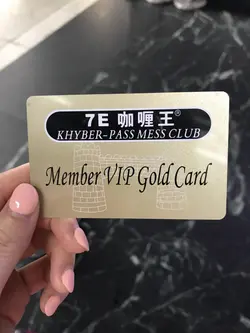 7E 咖喱王®
KHYBER-PASS MESS CLUB
Member VIP Gold Card